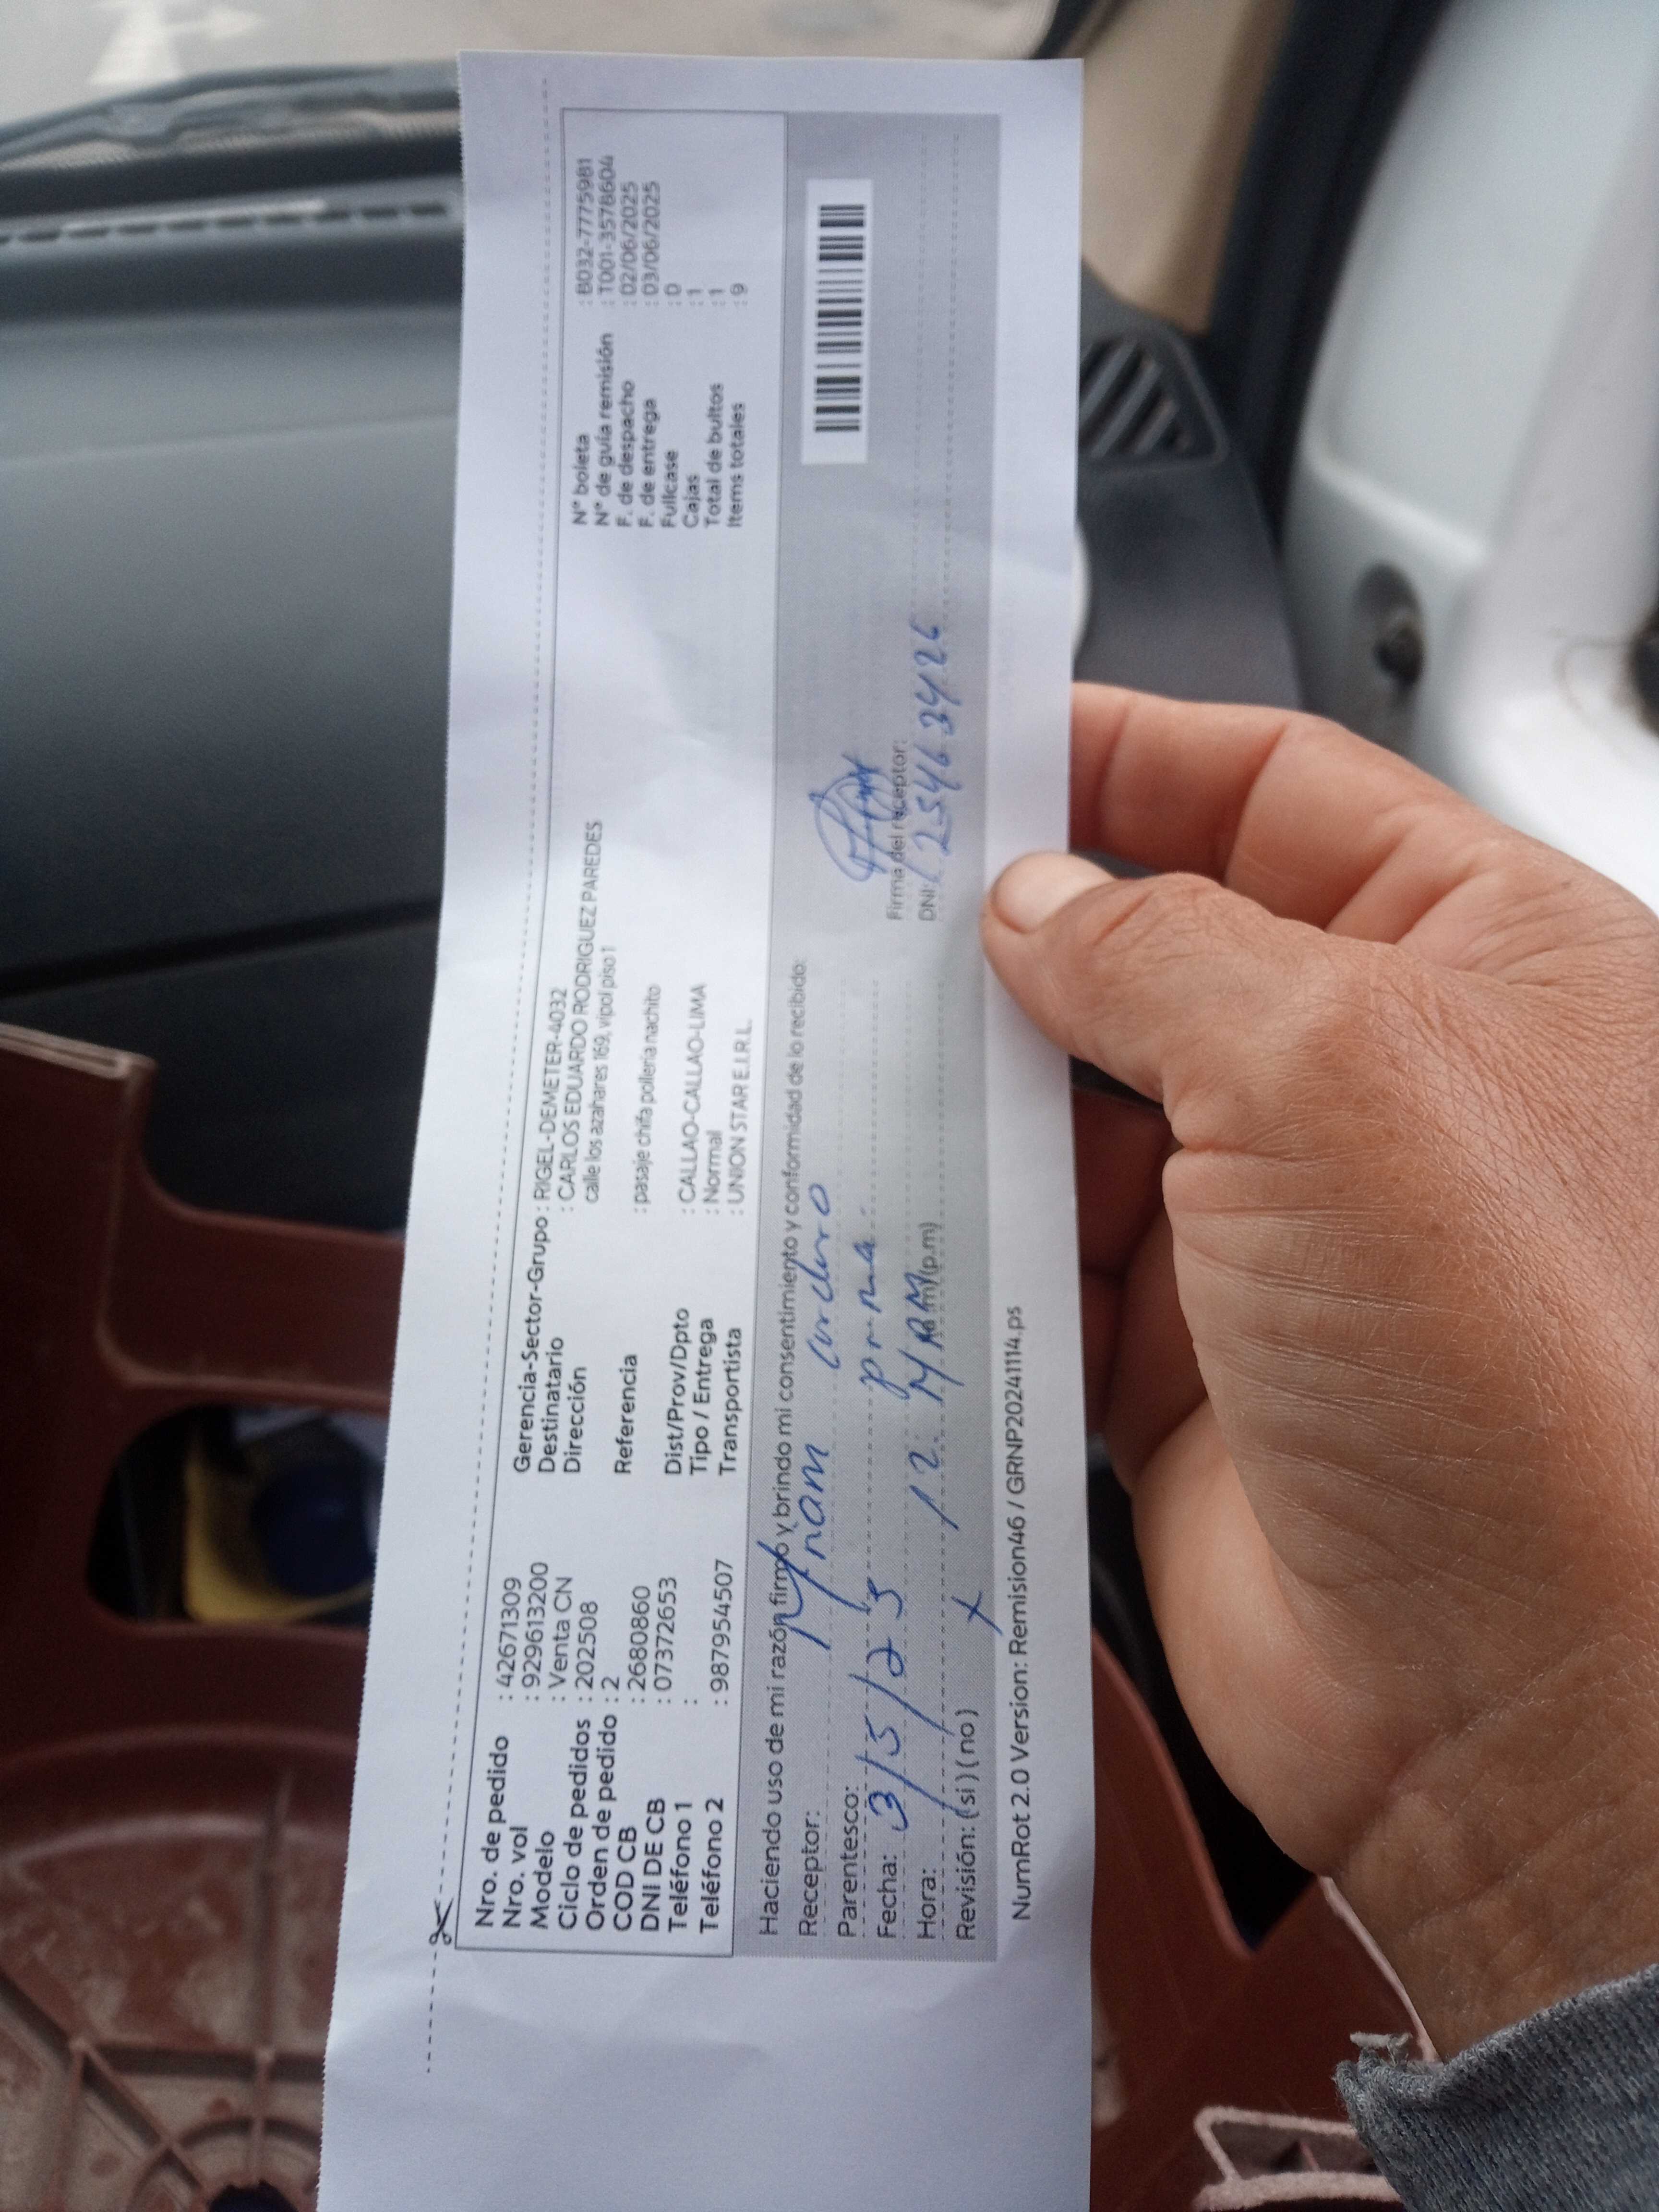 Nro. de pedido : 42671309
Nro. vol : 929613200
Modelo : Venta CN
Ciclo de pedidos : 202508
Orden de pedido : 2
COD CB : 2680860
DNI DE CB : 07372653
Teléfono 1 :
Teléfono 2 : 987954507
Gerencia-Sector-Grupo : RIGEL-DEMETER-4032
Destinatario : CARLOS EDUARDO RODRIGUEZ PAREDES
Dirección calle los azahares 169, vipol piso 1
Referencia : pasaje chifa pollería nachito
Dist/Prov/Dpto : CALLAO-CALLAO-LIMA
Tipo / Entrega : Normal
Transportista : UNION STAR E.I.R.L.
N° boleta : B032-7775981
N° de guía remisión : T001-3578604
F. de despacho : 02/06/2025
F. de entrega : 03/06/2025
Fullcase : 0
Cajas : 1
Total de bultos : 1
Items totales : 9
Haciendo uso de mi razón firmo y brindo mi consentimiento y conformidad de lo recibido:
Receptor: cordero
Parentesco: prima
Fecha: 3/5/25
Hora: (p.m)
Revisión: (si) (no) x
Firma del receptor:
DNI:
NumRot 2.0 Version: Remision46 / GRNP20241114.ps